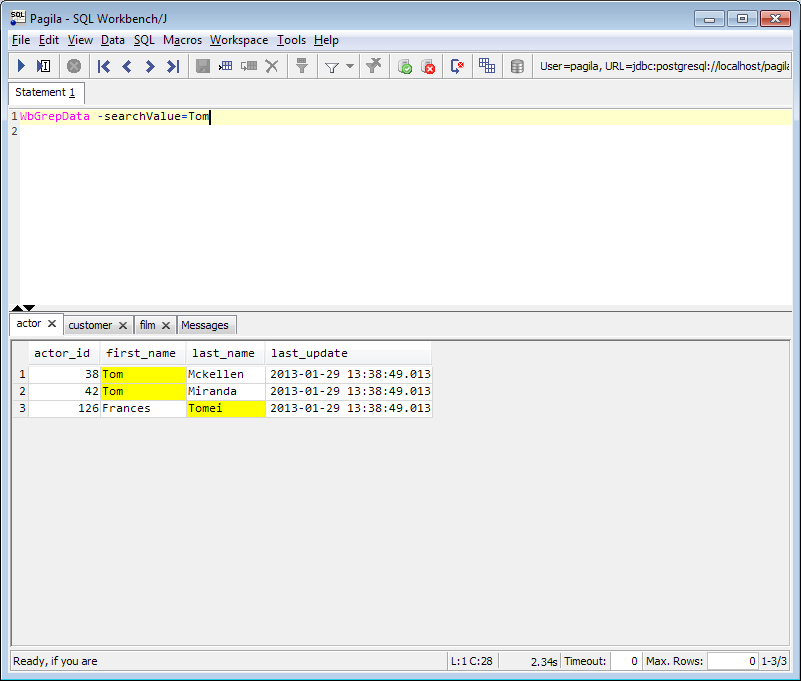 SQL Pagila - SQL Workbench/J
File Edit View Data SQL Macros Workspace Tools Help
User=pagila, URL=jdbc:postgresql://localhost/pagila
Statement 1
1 WbGrepData -searchValue=Tom
2
actor customer film Messages
actor_id first_name last_name last_update
1 38 Tom Mckellen 2013-01-29 13:38:49.013
2 42 Tom Miranda 2013-01-29 13:38:49.013
3 126 Frances Tomei 2013-01-29 13:38:49.013
Ready, if you are L:1 C:28 2.34s Timeout: 0 Max. Rows: 0 1-3/3